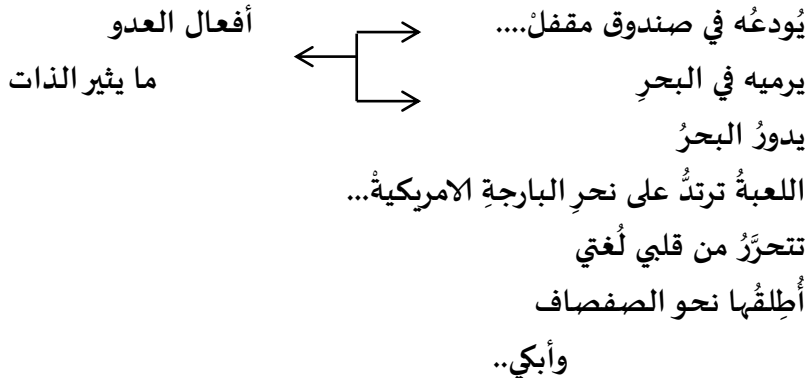 يُودعُه في صندوق مقفلْ.... أفعال العدو
يرميه في البحرِ ما يثير الذات
يدورُ البحرُ
اللعبةُ ترتدُّ على نحرِ البارجةِ الامريكيةْ...
تتحرَّرُ من قلبي لُغتي
أُطِلقُها نحو الصفصاف
وأبكي..